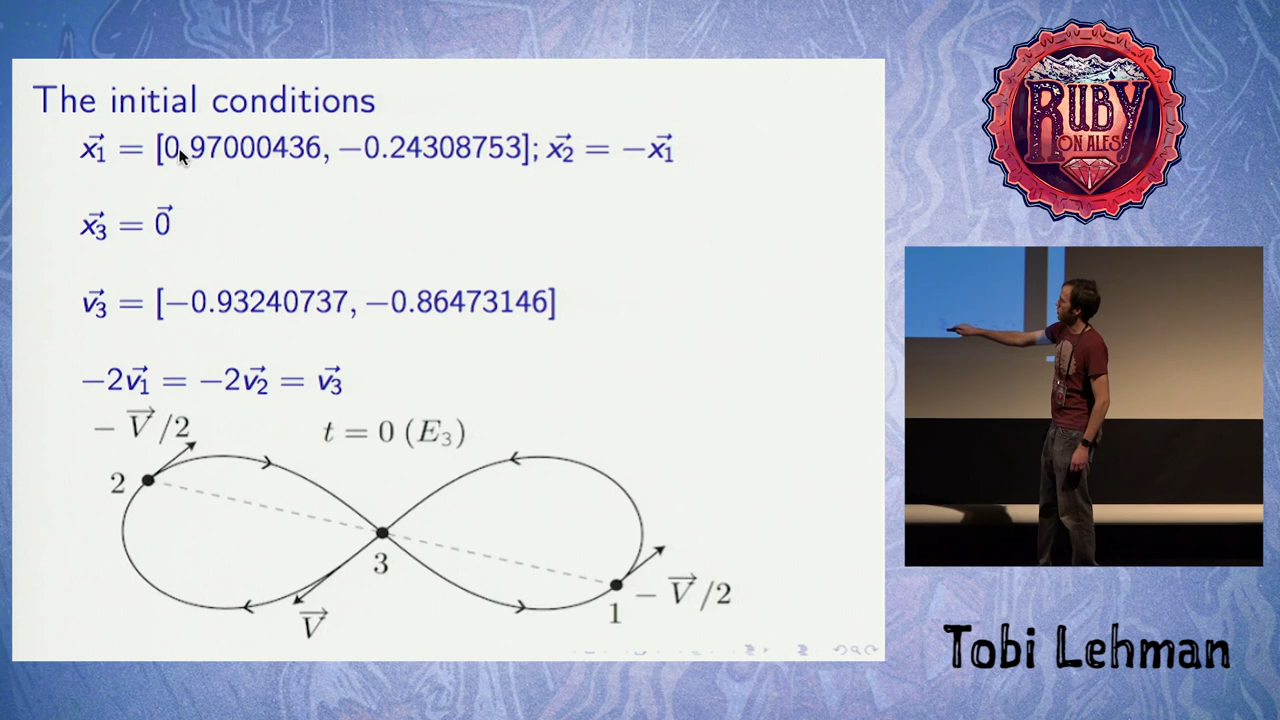 The initial conditions
x⃗₁ = [0.97000436, −0.24308753]; x⃗₂ = −x⃗₁
x⃗₃ = 0⃗
v⃗₃ = [−0.93240737, −0.86473146]
−2v⃗₁ = −2v⃗₂ = v⃗₃
− V⃗ /2
t = 0 (E₃)
2
3
− V⃗ /2
1
V⃗
RUBY
ON ALES
Tobi Lehman